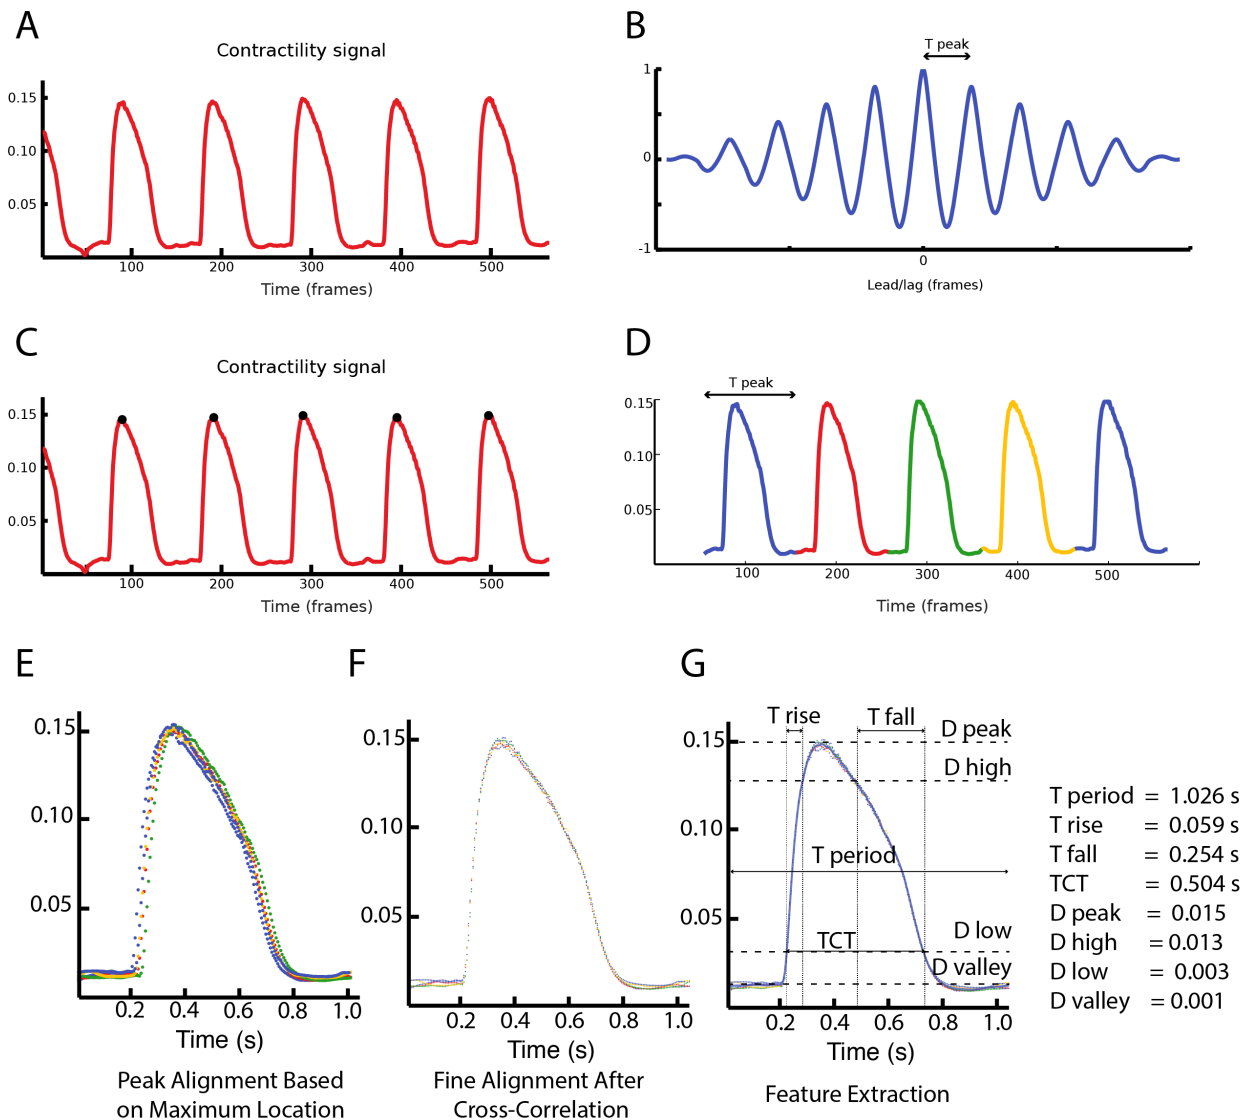 A
Contractility signal
0.15
0.10
0.05
100 200 300 400 500
Time (frames)
B
T peak
1
0
-1
0
Lead/lag (frames)
C
Contractility signal
0.15
0.10
0.05
100 200 300 400 500
Time (frames)
D
T peak
0.15
0.10
0.05
100 200 300 400 500
Time (frames)
E
0.15
0.10
0.05
0.2 0.4 0.6 0.8 1.0
Time (s)
Peak Alignment Based
on Maximum Location
F
0.15
0.10
0.05
0.2 0.4 0.6 0.8 1.0
Time (s)
Fine Alignment After
Cross-Correlation
G
T rise T fall
D peak
D high
T period
D low
TCT
D valley
0.15
0.10
0.05
0.2 0.4 0.6 0.8 1.0
Time (s)
Feature Extraction
T period = 1.026 s
T rise = 0.059 s
T fall = 0.254 s
TCT = 0.504 s
D peak = 0.015
D high = 0.013
D low = 0.003
D valley = 0.001